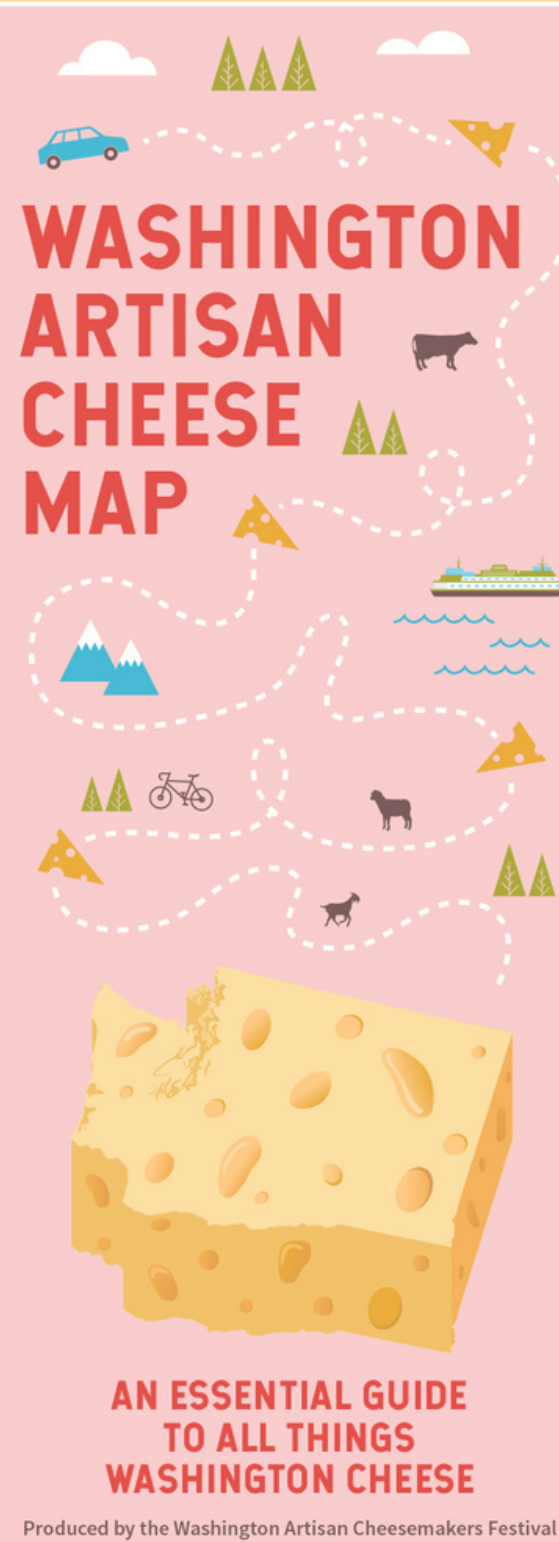 WASHINGTON
ARTISAN
CHEESE
MAP
AN ESSENTIAL GUIDE
TO ALL THINGS
WASHINGTON CHEESE
Produced by the Washington Artisan Cheesemakers Festival